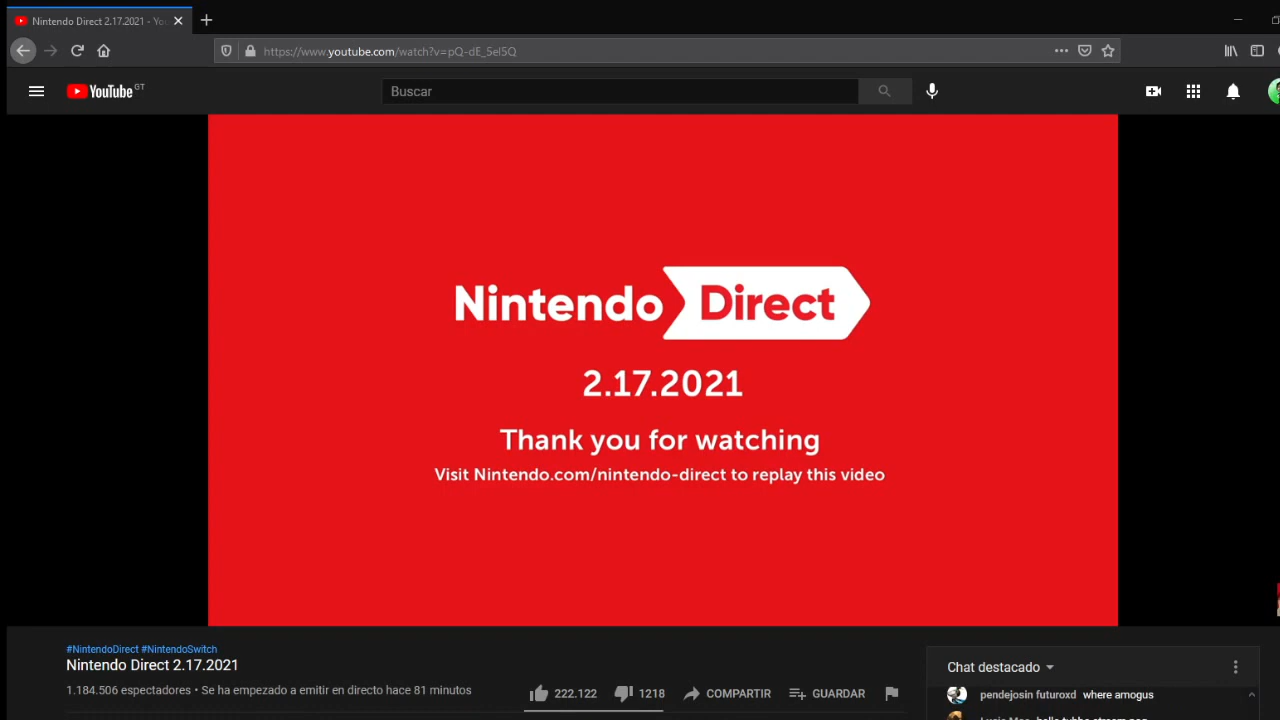 Nintendo Direct 2.17.2021 - You
https://www.youtube.com/watch?v=pQ-dE_5eI5Q
YouTube GT
Buscar
Nintendo Direct
2.17.2021
Thank you for watching
Visit Nintendo.com/nintendo-direct to replay this video
#NintendoDirect #NintendoSwitch
Nintendo Direct 2.17.2021
1.184.506 espectadores • Se ha empezado a emitir en directo hace 81 minutos
222.122
1218
COMPARTIR
GUARDAR
Chat destacado
pendejosin futuroxd where amogus